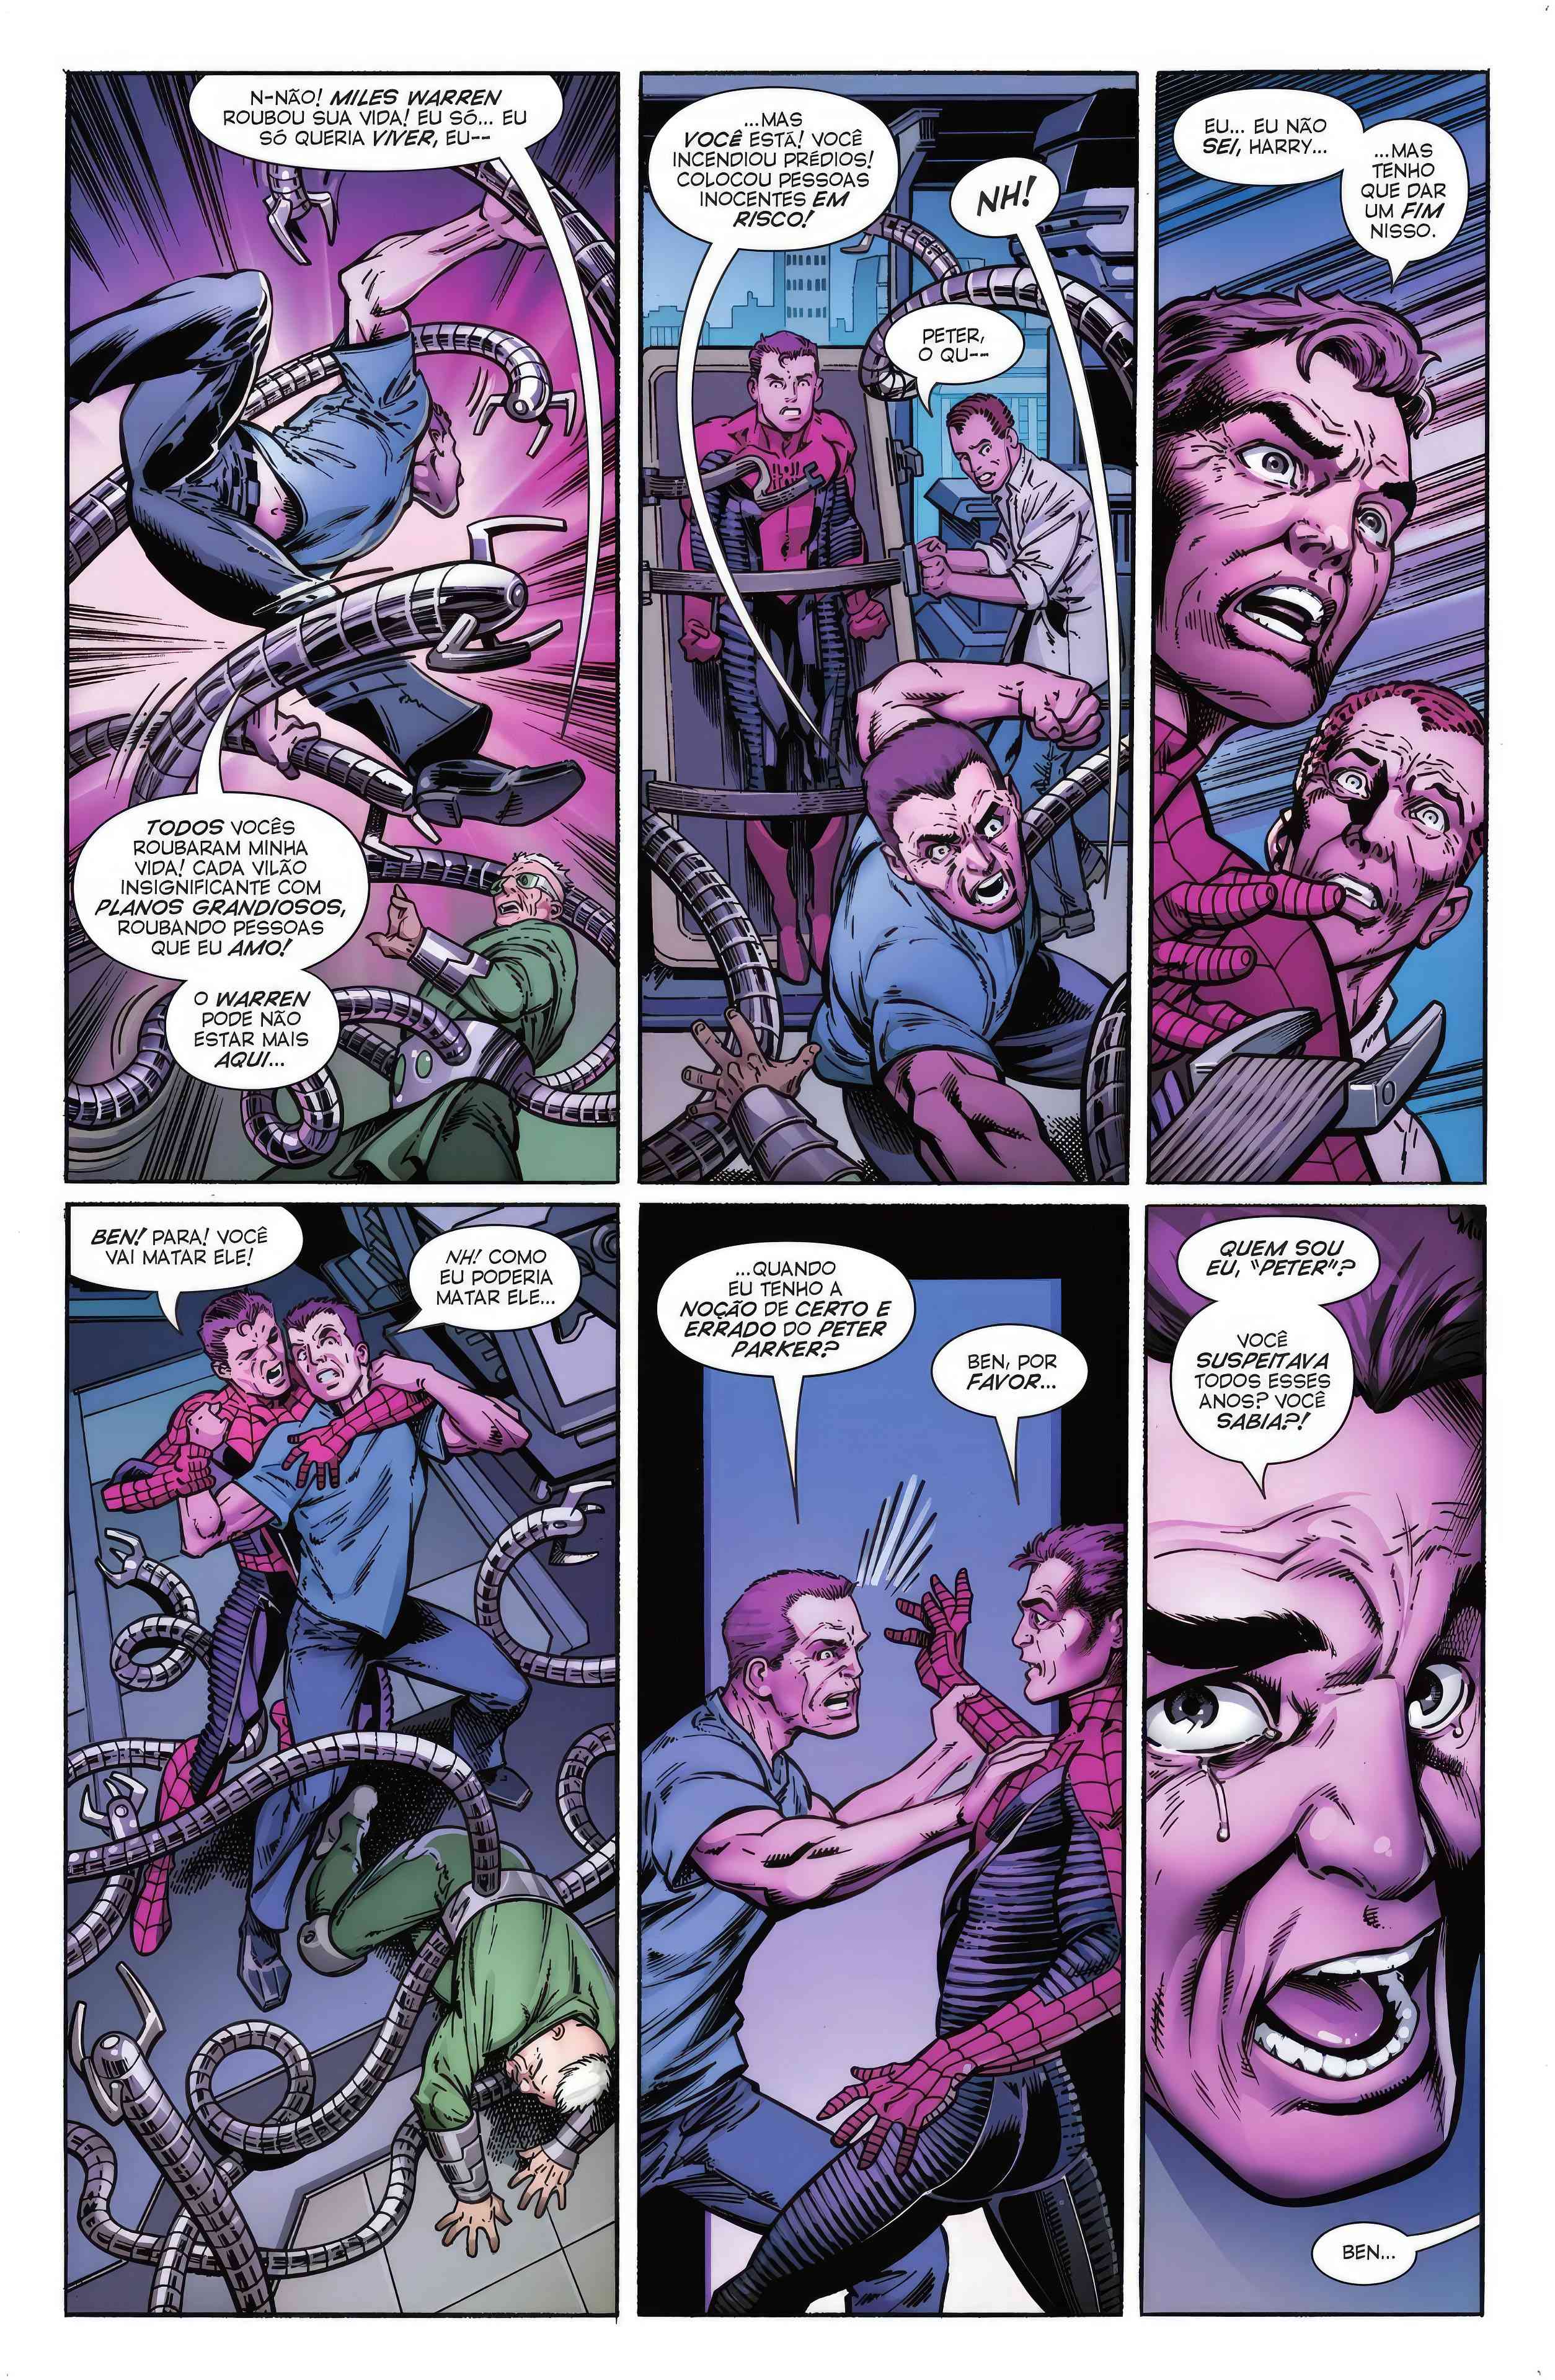 N-NÃO! MILES WARREN
ROUBOU SUA VIDA! EU SÓ... EU
SÓ QUERIA VIVER, EU--
TODOS VOCÊS
ROUBARAM MINHA
VIDA! CADA VILÃO
INSIGNIFICANTE COM
PLANOS GRANDIOSOS,
ROUBANDO PESSOAS
QUE EU AMO!
O WARREN
PODE NÃO
ESTAR MAIS
AQUI...
...MAS
VOCÊ ESTÁ! VOCÊ
INCENDIOU PRÉDIOS!
COLOCOU PESSOAS
INOCENTES EM
RISCO!
NH!
PETER,
O QU--
EU... EU NÃO
SEI, HARRY...
...MAS
TENHO
QUE DAR
UM FIM
NISSO.
BEN! PARA! VOCÊ
VAI MATAR ELE!
NH! COMO
EU PODERIA
MATAR ELE...
...QUANDO
EU TENHO A
NOÇÃO DE CERTO E
ERRADO DO PETER
PARKER?
BEN, POR
FAVOR...
QUEM SOU
EU, "PETER"?
VOCÊ
SUSPEITAVA
TODOS ESSES
ANOS? VOCÊ
SABIA?!
BEN...